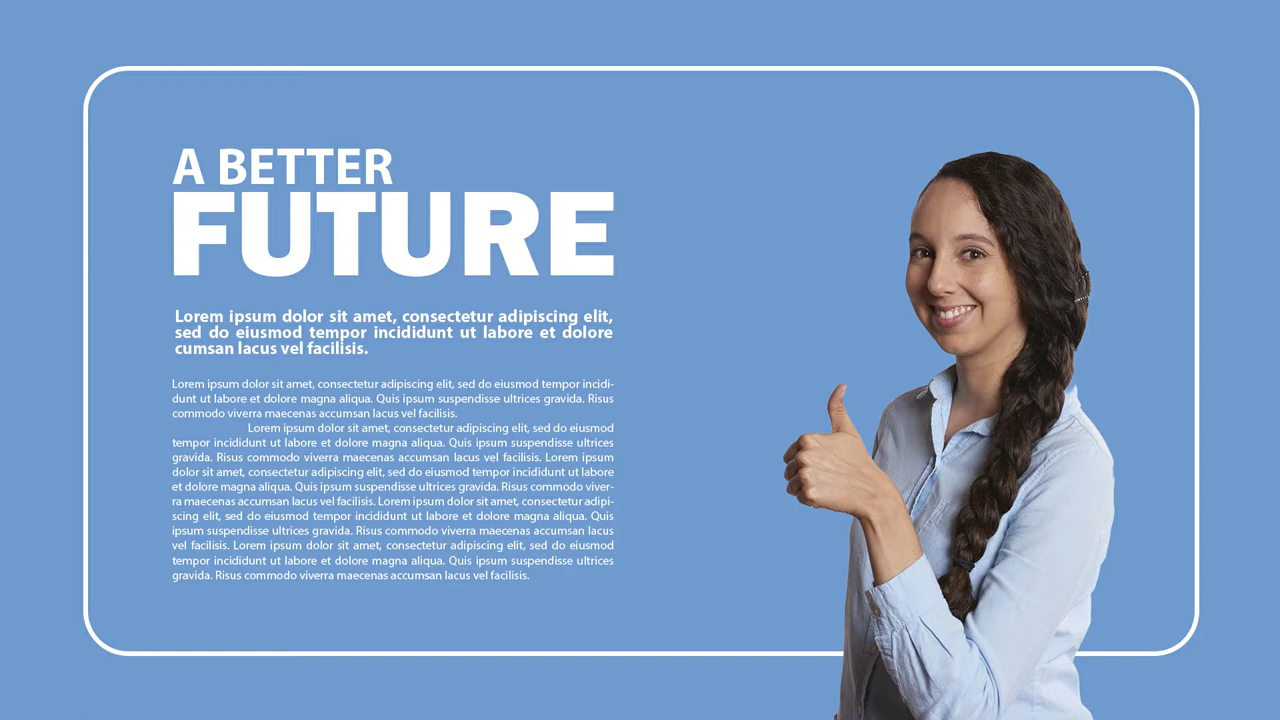 A BETTER
FUTURE
Lorem ipsum dolor sit amet, consectetur adipiscing elit,
sed do eiusmod tempor incididunt ut labore et dolore
cumsan lacus vel facilisis.
Lorem ipsum dolor sit amet, consectetur adipiscing elit, sed do eiusmod tempor incidi-
dunt ut labore et dolore magna aliqua. Quis ipsum suspendisse ultrices gravida. Risus
commodo viverra maecenas accumsan lacus vel facilisis.
Lorem ipsum dolor sit amet, consectetur adipiscing elit, sed do eiusmod
tempor incididunt ut labore et dolore magna aliqua. Quis ipsum suspendisse ultrices
gravida. Risus commodo viverra maecenas accumsan lacus vel facilisis. Lorem ipsum
dolor sit amet, consectetur adipiscing elit, sed do eiusmod tempor incididunt ut labore
et dolore magna aliqua. Quis ipsum suspendisse ultrices gravida. Risus commodo viver-
ra maecenas accumsan lacus vel facilisis. Lorem ipsum dolor sit amet, consectetur adipi-
scing elit, sed do eiusmod tempor incididunt ut labore et dolore magna aliqua. Quis
ipsum suspendisse ultrices gravida. Risus commodo viverra maecenas accumsan lacus
vel facilisis. Lorem ipsum dolor sit amet, consectetur adipiscing elit, sed do eiusmod
tempor incididunt ut labore et dolore magna aliqua. Quis ipsum suspendisse ultrices
gravida. Risus commodo viverra maecenas accumsan lacus vel facilisis.